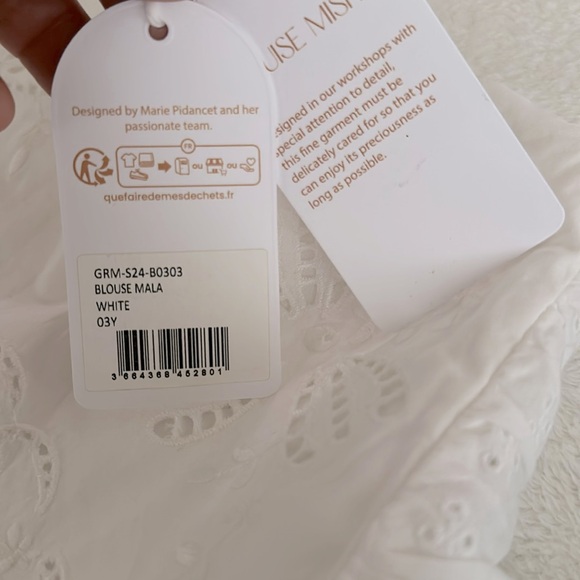 Designed by Marie Pidancet and her
passionate team.
FR
ou
ou
quefairedemesdechets.fr
GRM-S24-B0303
BLOUSE MALA
WHITE
03Y
3 664368 452801
UISE MIS
signed in our workshops with
special attention to detail,
this fine garment must be
delicately cared for so that you
can enjoy its preciousness as
long as possible.